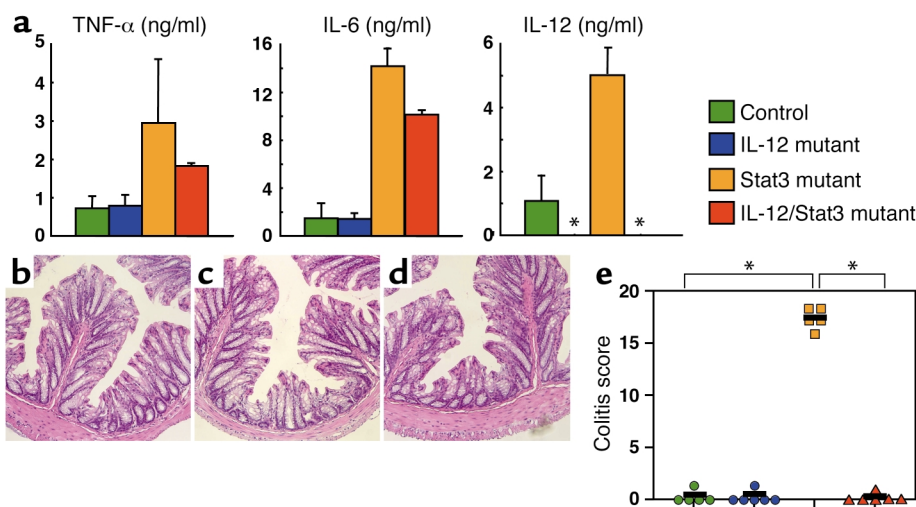 a
TNF-α (ng/ml)
5
4
3
2
1
0
IL-6 (ng/ml)
16
12
8
4
0
IL-12 (ng/ml)
6
4
2
0
*
*
Control
IL-12 mutant
Stat3 mutant
IL-12/Stat3 mutant
b
c
d
e
*
*
Colitis score
20
15
10
5
0